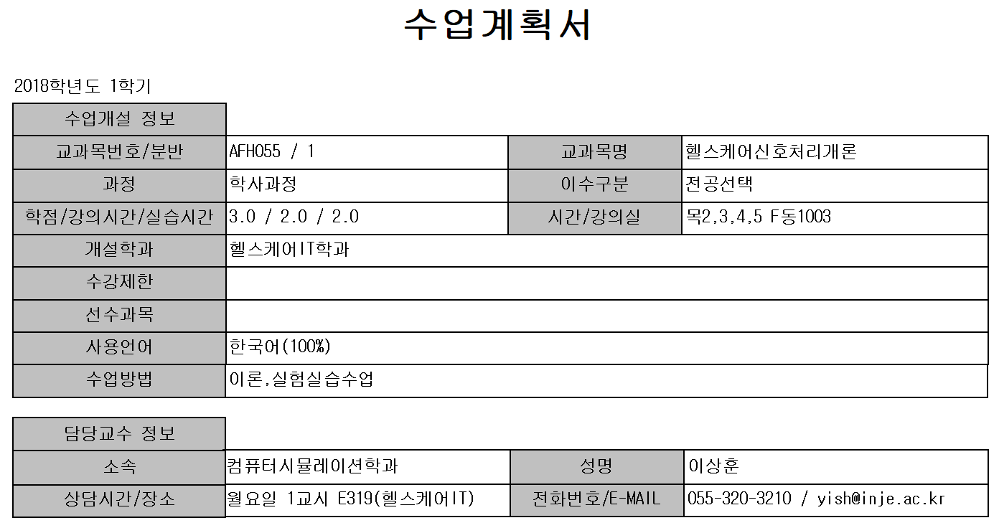 수업계획서
2018학년도 1학기
수업개설 정보
교과목번호/분반 AFH055 / 1 교과목명 헬스케어신호처리개론
과정 학사과정 이수구분 전공선택
학점/강의시간/실습시간 3.0 / 2.0 / 2.0 시간/강의실 목2,3,4,5 F동1003
개설학과 헬스케어IT학과
수강제한
선수과목
사용언어 한국어(100%)
수업방법 이론,실험실습수업
담당교수 정보
소속 컴퓨터시뮬레이션학과 성명 이상훈
상담시간/장소 월요일 1교시 E319(헬스케어IT) 전화번호/E-MAIL 055-320-3210 / yish@inje.ac.kr